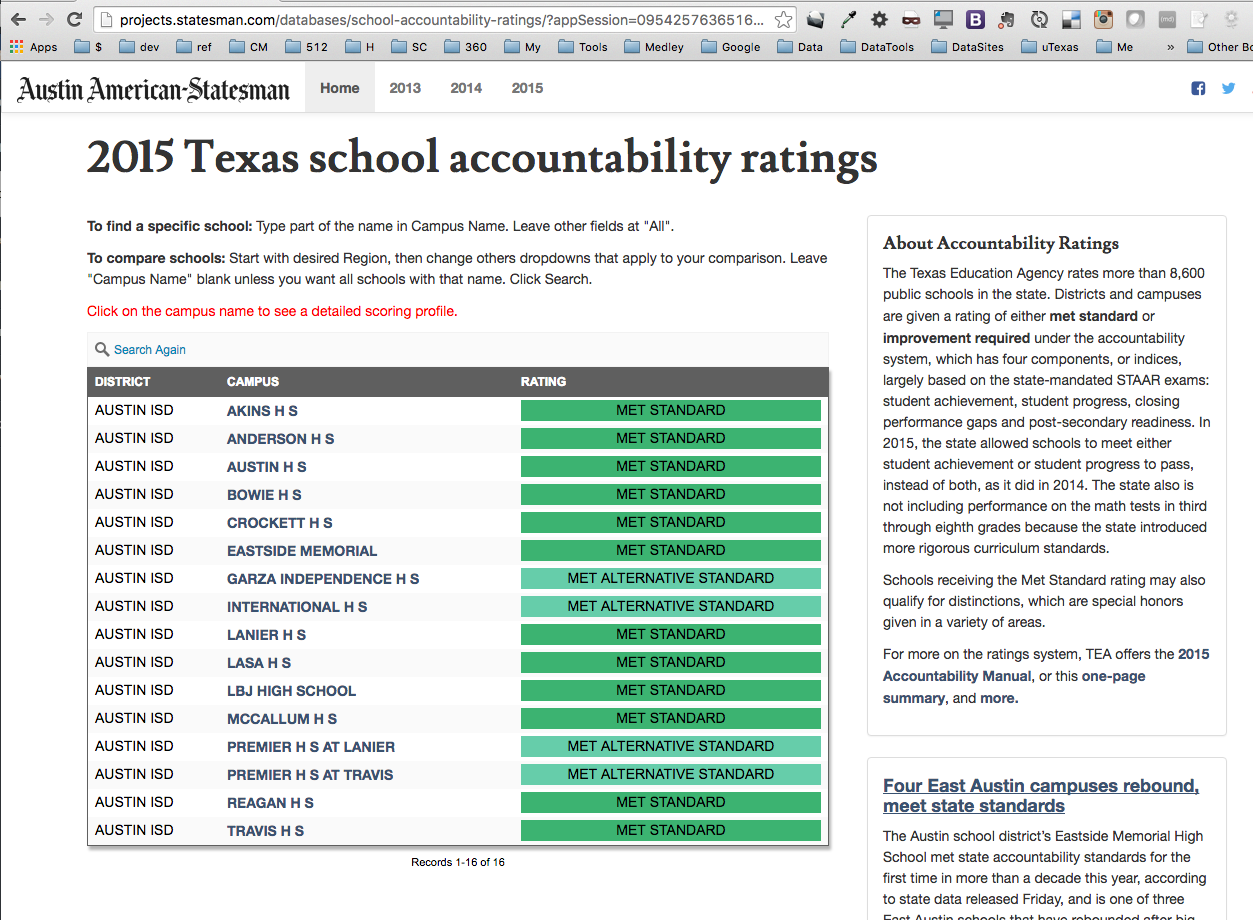 projects.statesman.com/databases/school-accountability-ratings/?appSession=0954257636516...
Apps $ dev ref CM 512 H SC 360 My Tools Medley Google Data DataTools DataSites uTexas Me » Other Bo
Austin American-Statesman Home 2013 2014 2015
2015 Texas school accountability ratings
To find a specific school: Type part of the name in Campus Name. Leave other fields at "All".
To compare schools: Start with desired Region, then change others dropdowns that apply to your comparison. Leave
"Campus Name" blank unless you want all schools with that name. Click Search.
Click on the campus name to see a detailed scoring profile.
Search Again
DISTRICT CAMPUS RATING
AUSTIN ISD AKINS H S MET STANDARD
AUSTIN ISD ANDERSON H S MET STANDARD
AUSTIN ISD AUSTIN H S MET STANDARD
AUSTIN ISD BOWIE H S MET STANDARD
AUSTIN ISD CROCKETT H S MET STANDARD
AUSTIN ISD EASTSIDE MEMORIAL MET STANDARD
AUSTIN ISD GARZA INDEPENDENCE H S MET ALTERNATIVE STANDARD
AUSTIN ISD INTERNATIONAL H S MET ALTERNATIVE STANDARD
AUSTIN ISD LANIER H S MET STANDARD
AUSTIN ISD LASA H S MET STANDARD
AUSTIN ISD LBJ HIGH SCHOOL MET STANDARD
AUSTIN ISD MCCALLUM H S MET STANDARD
AUSTIN ISD PREMIER H S AT LANIER MET ALTERNATIVE STANDARD
AUSTIN ISD PREMIER H S AT TRAVIS MET ALTERNATIVE STANDARD
AUSTIN ISD REAGAN H S MET STANDARD
AUSTIN ISD TRAVIS H S MET STANDARD
Records 1-16 of 16
About Accountability Ratings
The Texas Education Agency rates more than 8,600
public schools in the state. Districts and campuses
are given a rating of either met standard or
improvement required under the accountability
system, which has four components, or indices,
largely based on the state-mandated STAAR exams:
student achievement, student progress, closing
performance gaps and post-secondary readiness. In
2015, the state allowed schools to meet either
student achievement or student progress to pass,
instead of both, as it did in 2014. The state also is
not including performance on the math tests in third
through eighth grades because the state introduced
more rigorous curriculum standards.
Schools receiving the Met Standard rating may also
qualify for distinctions, which are special honors
given in a variety of areas.
For more on the ratings system, TEA offers the 2015
Accountability Manual, or this one-page
summary, and more.
Four East Austin campuses rebound,
meet state standards
The Austin school district's Eastside Memorial High
School met state accountability standards for the
first time in more than a decade this year, according
to state data released Friday, and is one of three
East Austin schools that have rebounded after big